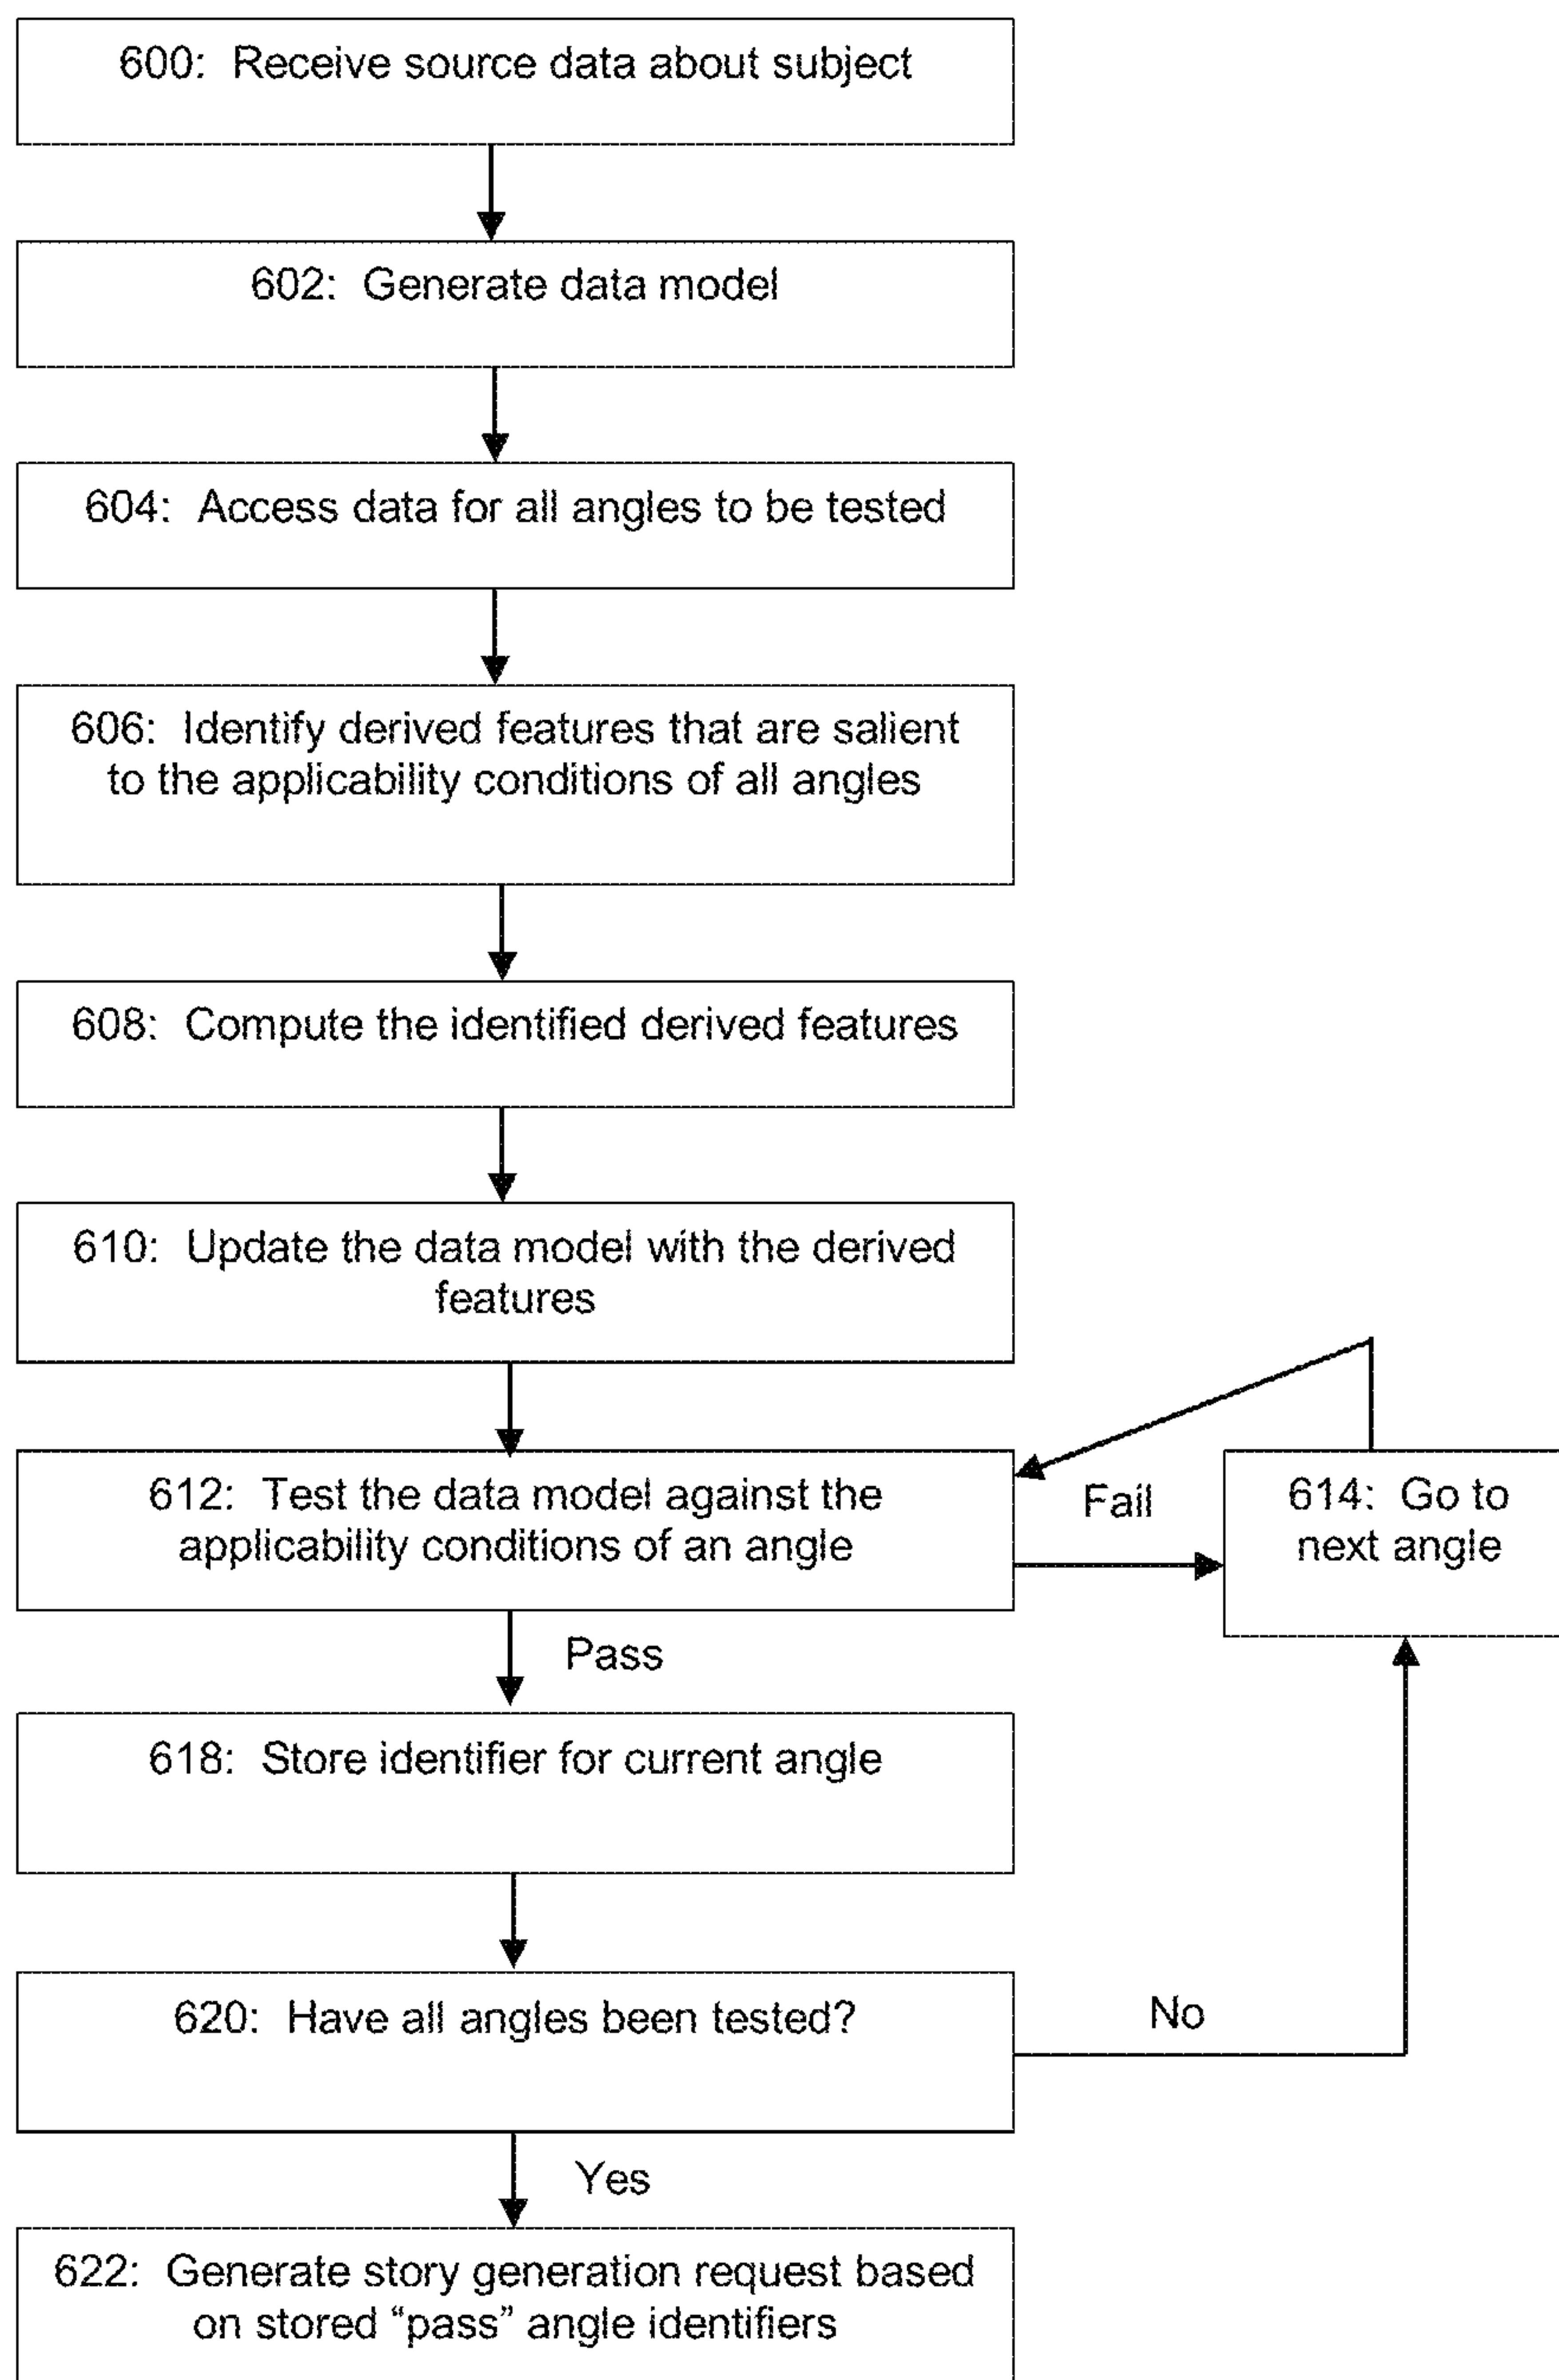 600: Receive source data about subject
602: Generate data model
604: Access data for all angles to be tested
606: Identify derived features that are salient
to the applicability conditions of all angles
608: Compute the identified derived features
610: Update the data model with the derived
features
612: Test the data model against the
applicability conditions of an angle
Fail
614: Go to
next angle
Pass
618: Store identifier for current angle
620: Have all angles been tested?
No
Yes
622: Generate story generation request based
on stored “pass” angle identifiers